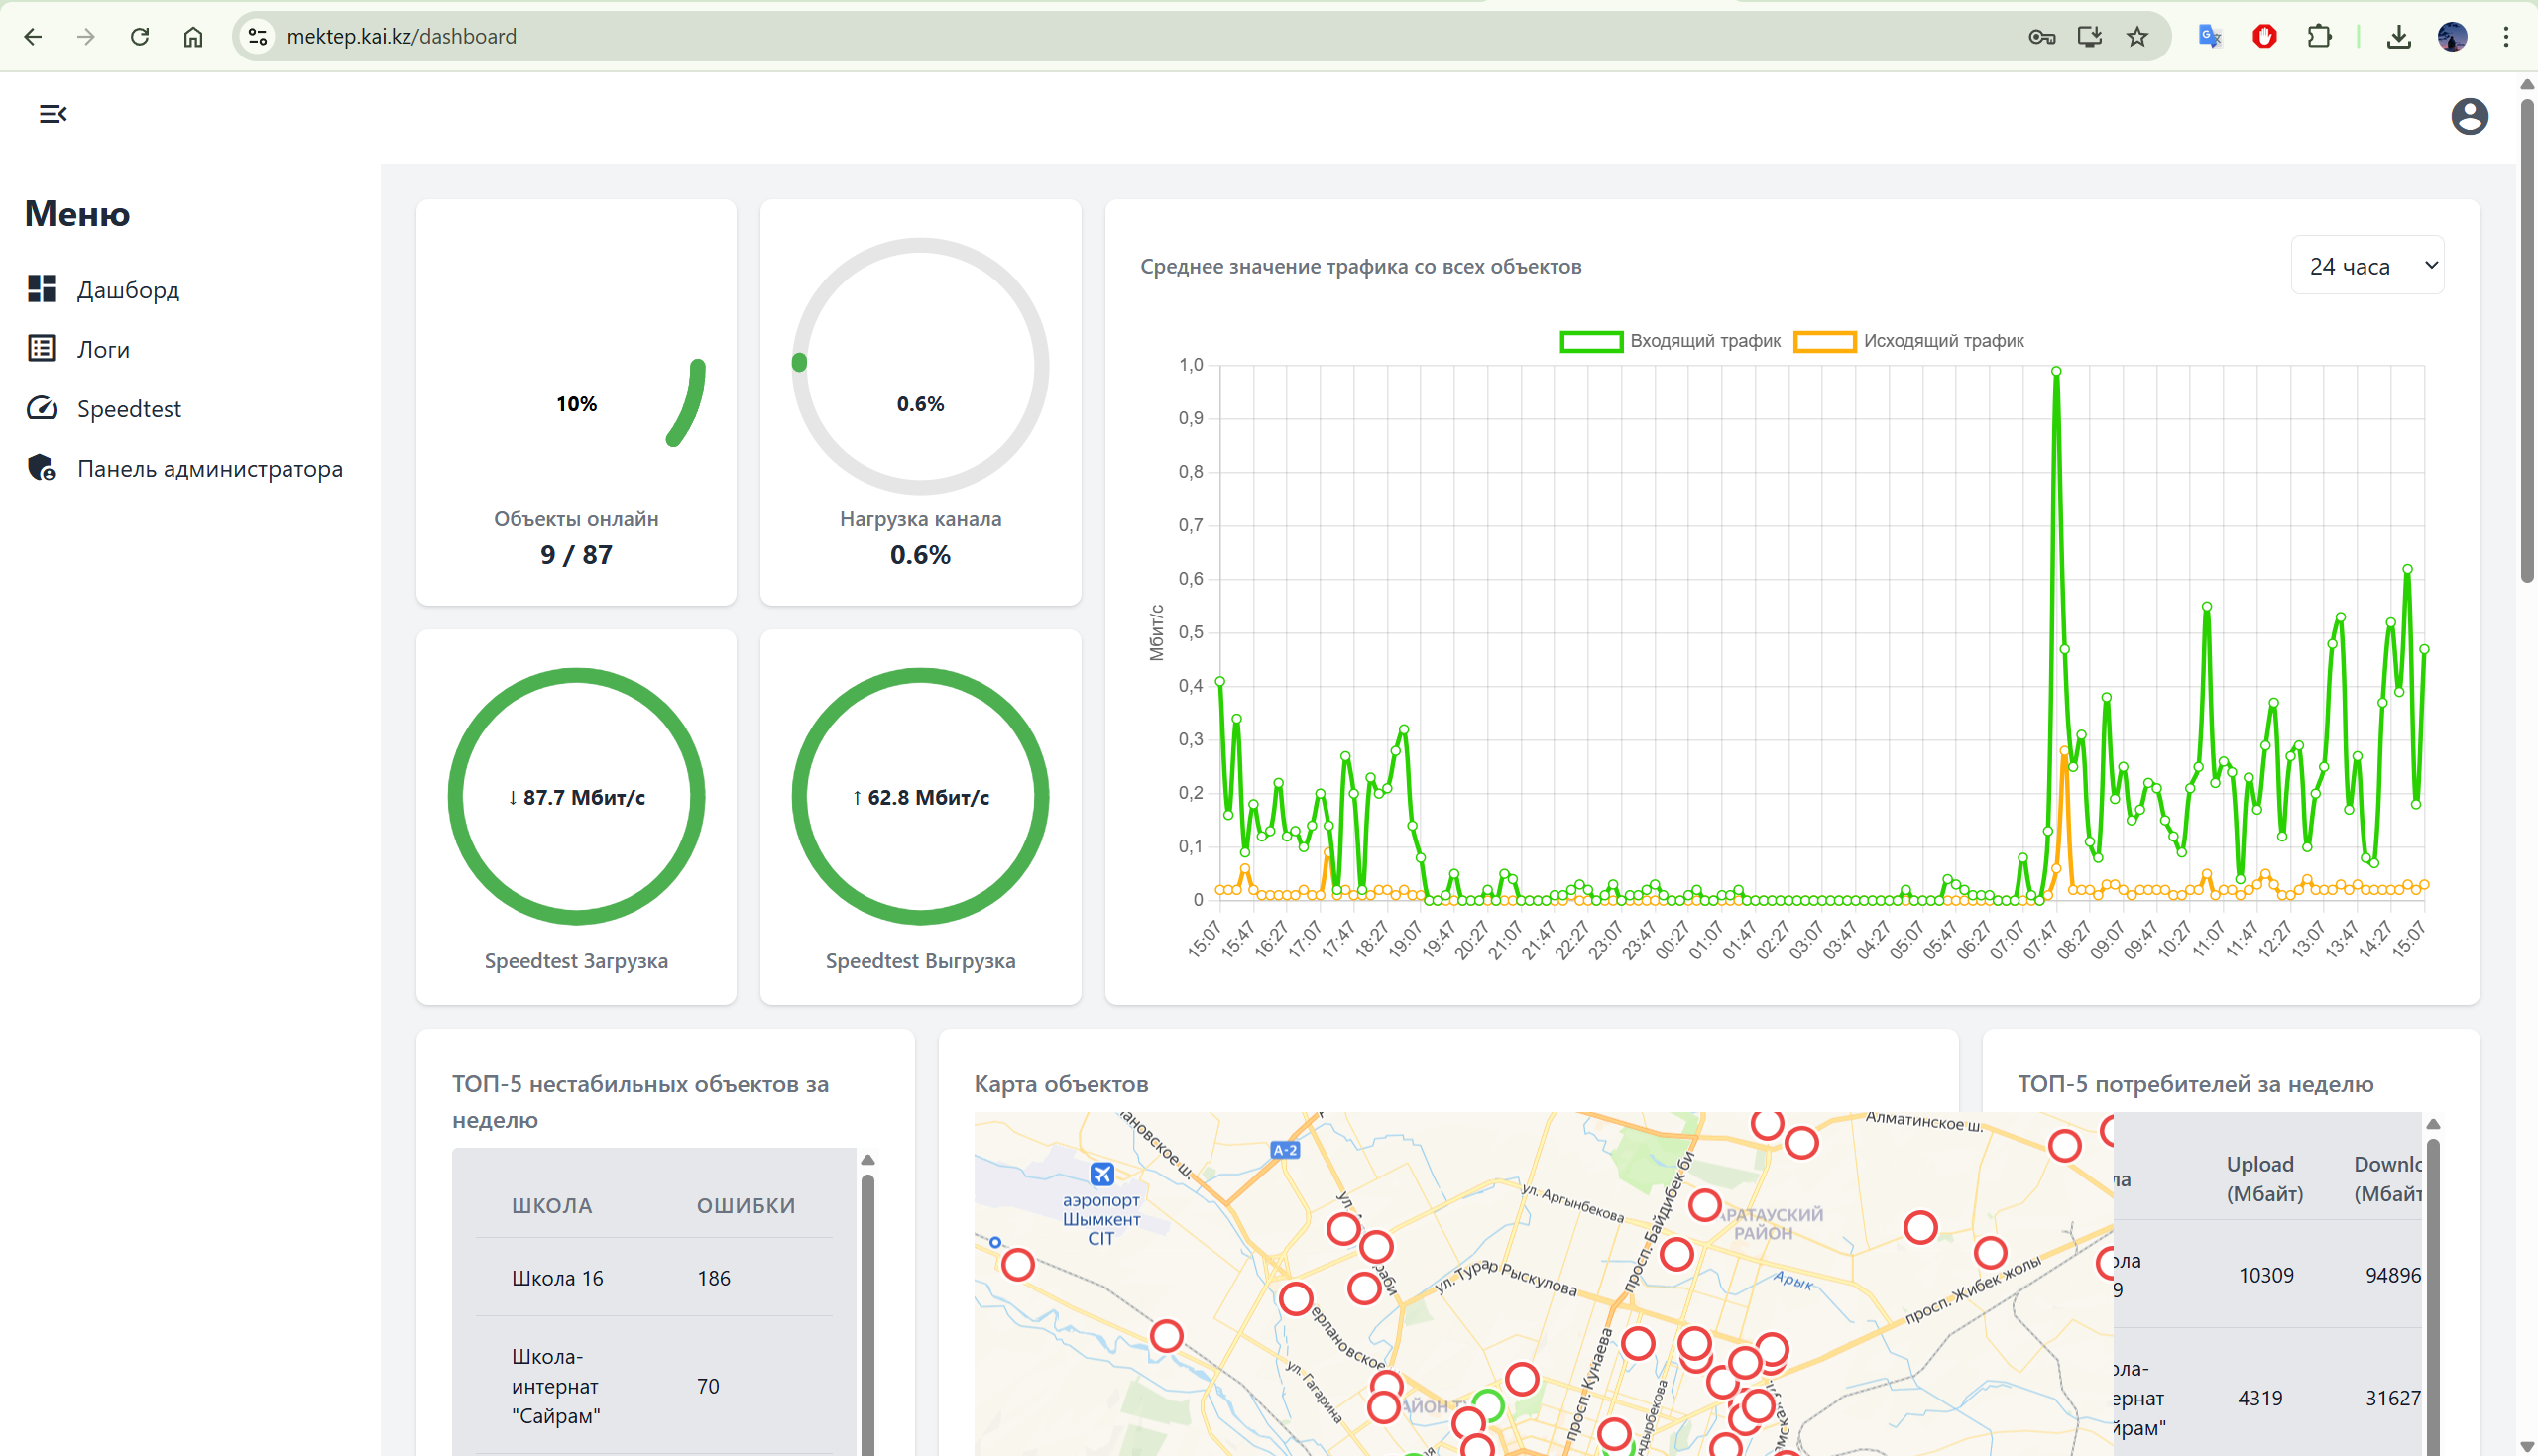 mektep.kai.kz/dashboard
Меню
Дашборд
Логи
Speedtest
Панель администратора
10%
Объекты онлайн
9 / 87
0.6%
Нагрузка канала
0.6%
↓ 87.7 Мбит/с
Speedtest Загрузка
↑ 62.8 Мбит/с
Speedtest Выгрузка
Среднее значение трафика со всех объектов
24 часа
Входящий трафик
Исходящий трафик
Мбит/с
1,0
0,9
0,8
0,7
0,6
0,5
0,4
0,3
0,2
0,1
0
15:07 15:47 16:27 17:07 17:47 18:27 19:07 19:47 20:27 21:07 21:47 22:27 23:07 23:47 00:27 01:07 01:47 02:27 03:07 03:47 04:27 05:07 05:47 06:27 07:07 07:47 08:27 09:07 09:47 10:27 11:07 11:47 12:27 13:07 13:47 14:27 15:07
ТОП-5 нестабильных объектов за
неделю
ШКОЛА ОШИБКИ
Школа 16 186
Школа-
интернат 70
"Сайрам"
Карта объектов
A-2
аэропорт
Шымкент
CIT
Алматинское ш.
ул. Аргынбекова
просп. Байдибек би
АРАТАУСКИЙ
РАЙОН
ул. Турар Рыскулова
Арык
просп. Жибек жолы
ул. Гагарина
просп. Кунаева
ТОП-5 потребителей за неделю
Upload
(Мбайт)
Downlo
(Мбайт
10309 94896
4319 31627